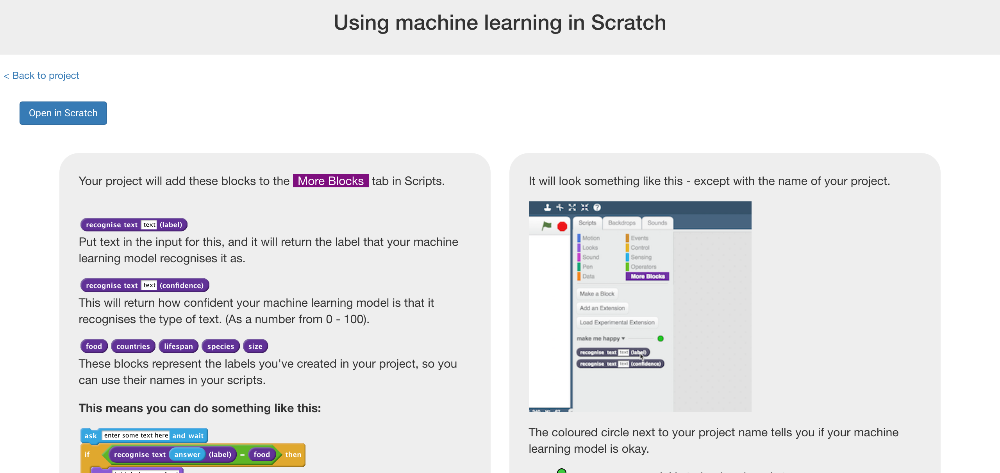 Using machine learning in Scratch
< Back to project
Open in Scratch
Your project will add these blocks to the More Blocks tab in Scripts.
recognise text text (label)
Put text in the input for this, and it will return the label that your machine
learning model recognises it as.
recognise text text (confidence)
This will return how confident your machine learning model is that it
recognises the type of text. (As a number from 0 - 100).
food countries lifespan species size
These blocks represent the labels you've created in your project, so you
can use their names in your scripts.
This means you can do something like this:
ask enter some text here and wait
if recognise text answer (label) = food then
It will look something like this - except with the name of your project.
Scripts Backdrops Sounds
Motion Events
Looks Control
Sound Sensing
Pen Operators
Data More Blocks
Make a Block
Add an Extension
Load Experimental Extension
make me happy
recognise text text (label)
recognise text text (confidence)
The coloured circle next to your project name tells you if your machine
learning model is okay.